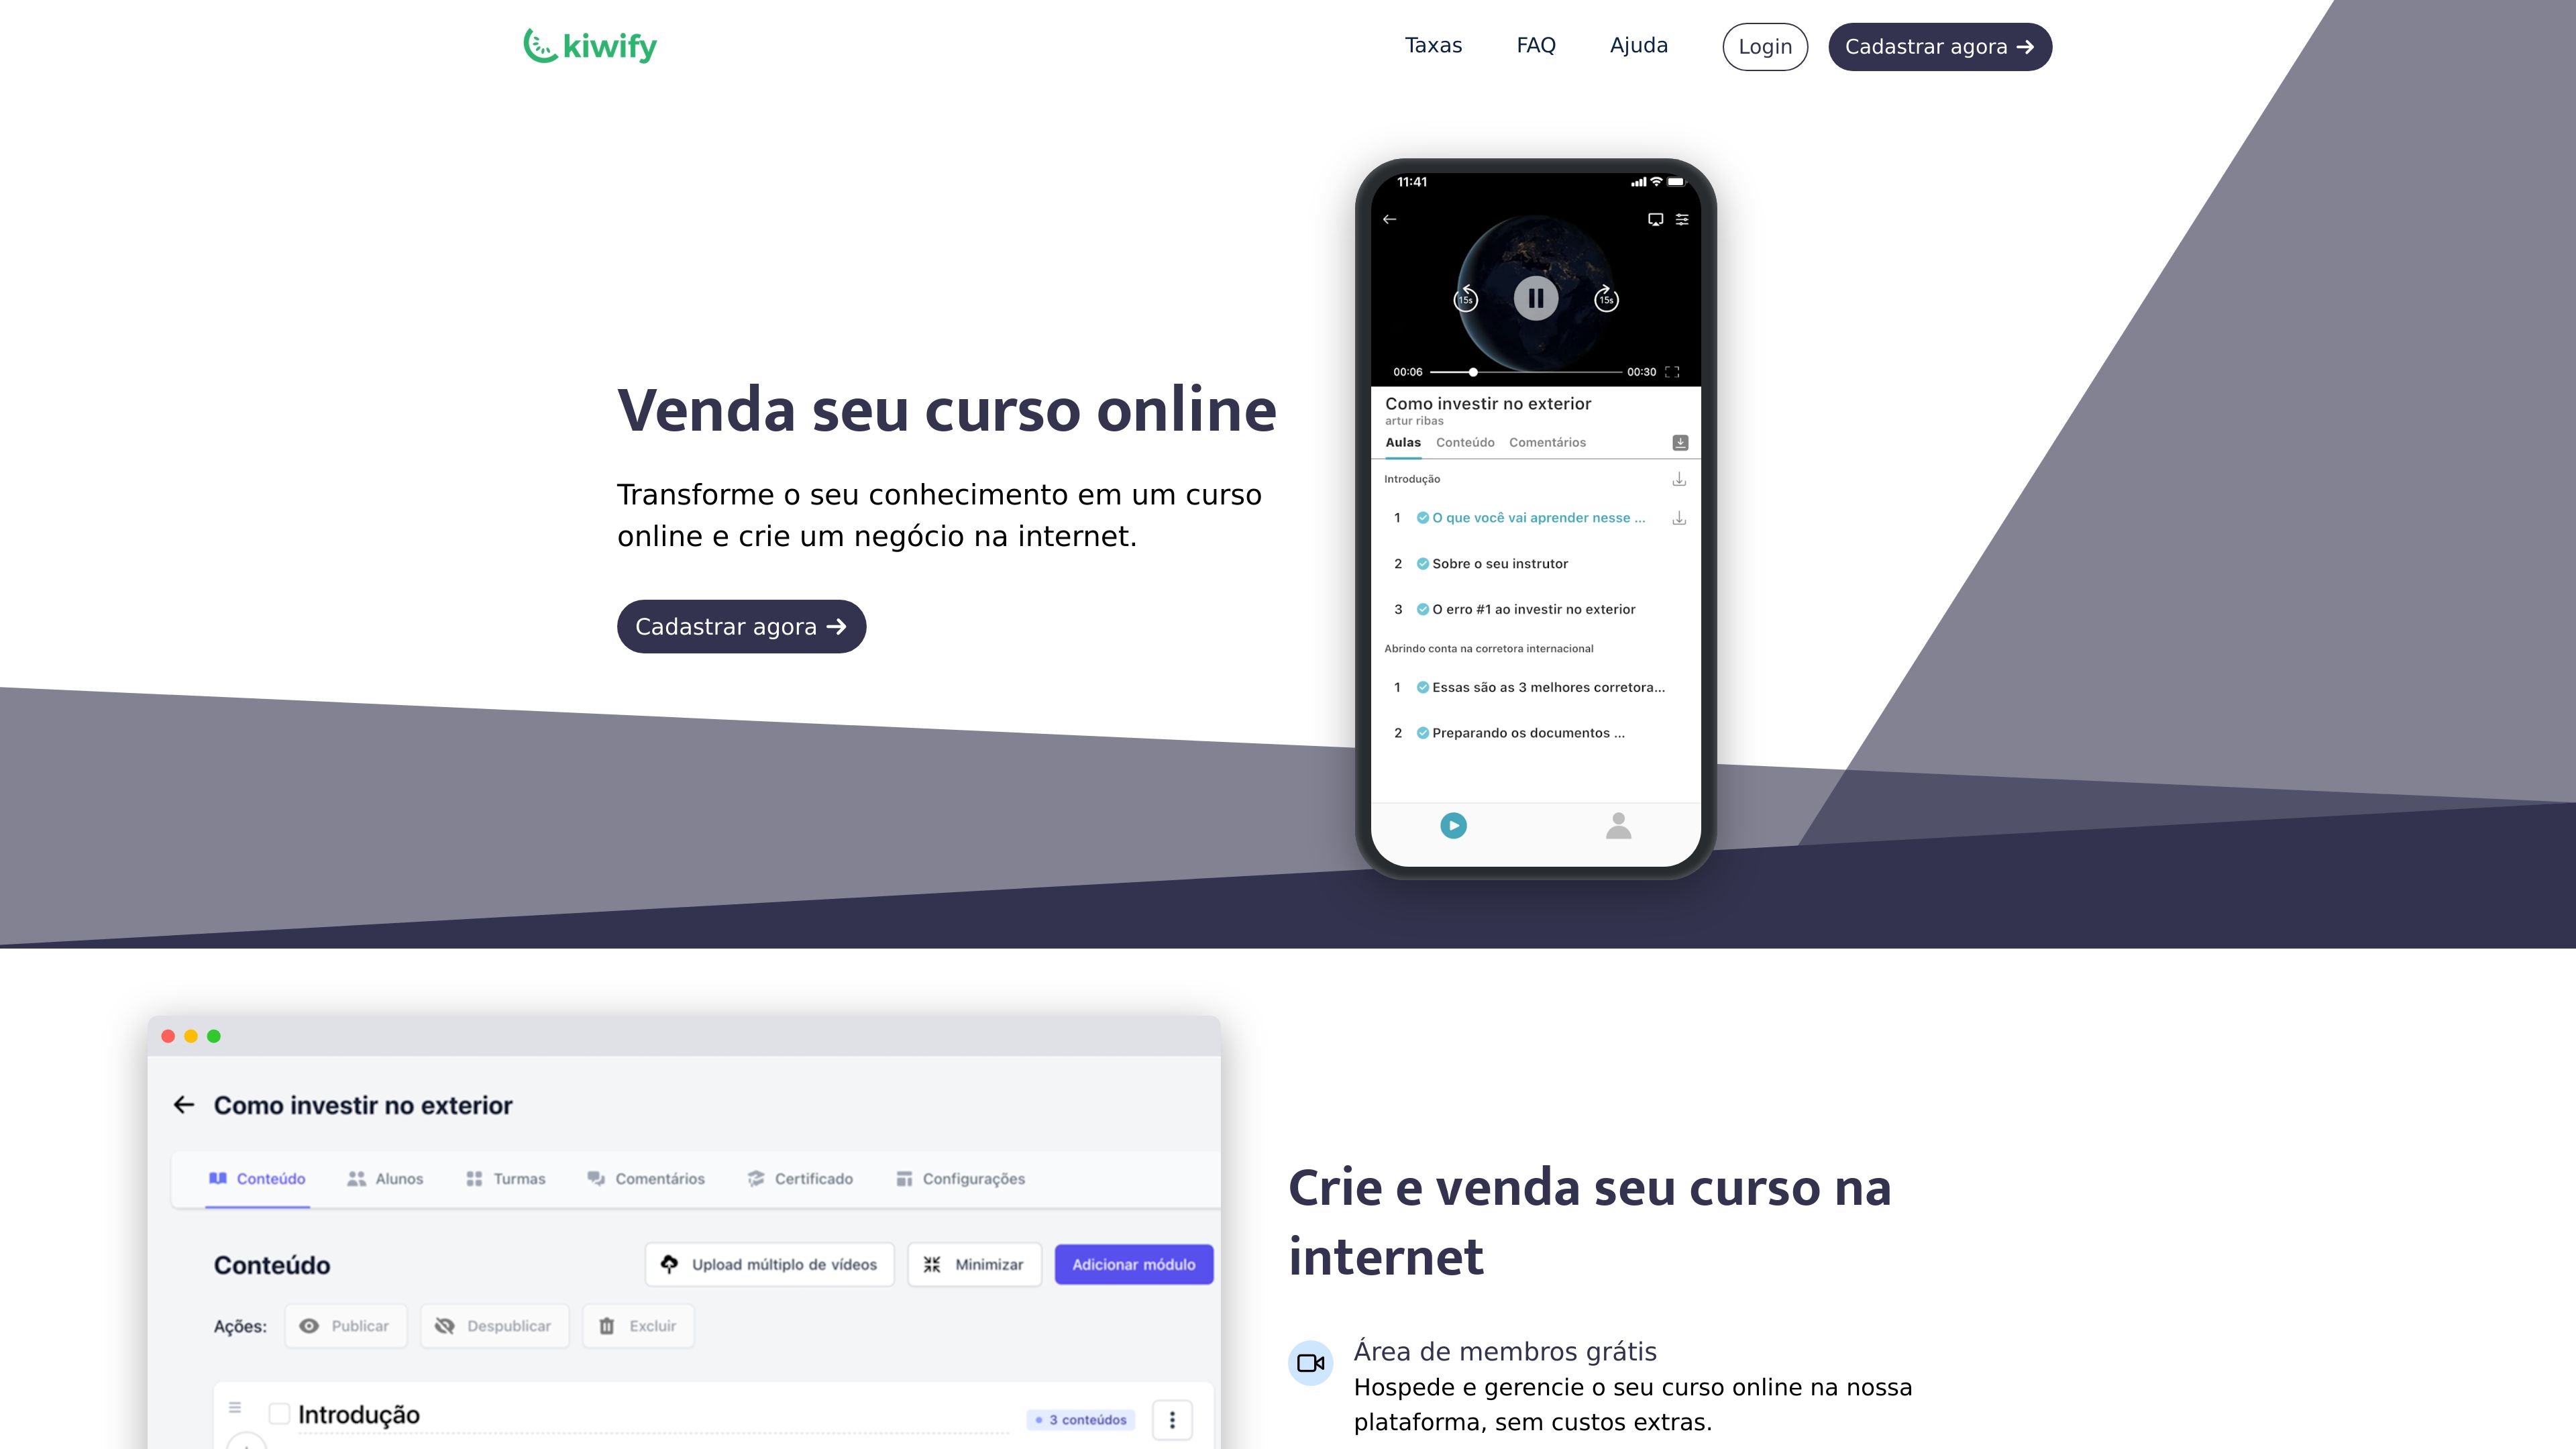 kiwify
Taxas FAQ Ajuda Login Cadastrar agora
Venda seu curso online
Transforme o seu conhecimento em um curso
online e crie um negócio na internet.
Cadastrar agora
11:41
15s 15s
00:06 00:30
Como investir no exterior
artur ribas
Aulas Conteúdo Comentários
Introdução
1 O que você vai aprender nesse ...
2 Sobre o seu instrutor
3 O erro #1 ao investir no exterior
Abrindo conta na corretora internacional
1 Essas são as 3 melhores corretora...
2 Preparando os documentos ...
Como investir no exterior
Conteúdo Alunos Turmas Comentários Certificado Configurações
Conteúdo Upload múltiplo de vídeos Minimizar Adicionar módulo
Ações: Publicar Despublicar Excluir
Introdução 3 conteúdos
Crie e venda seu curso na
internet
Área de membros grátis
Hospede e gerencie o seu curso online na nossa
plataforma, sem custos extras.